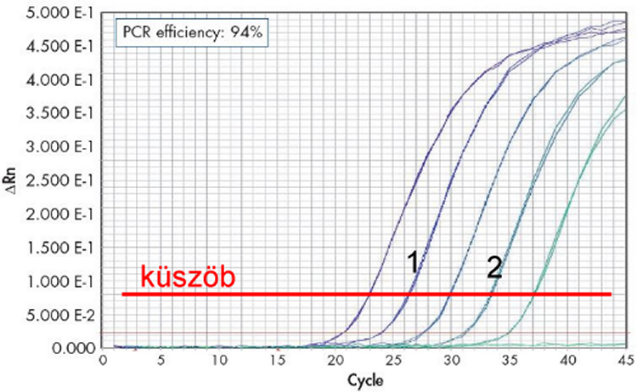 5.000 E-1
PCR efficiency: 94%
4.500 E-1
4.000 E-1
3.500 E-1
3.000 E-1
2.500 E-1
2.000 E-1
1.500 E-1
1.000 E-1
5.000 E-2
0.000
ΔRn
1
2
küszöb
0 5 10 15 20 25 30 35 40 45
Cycle